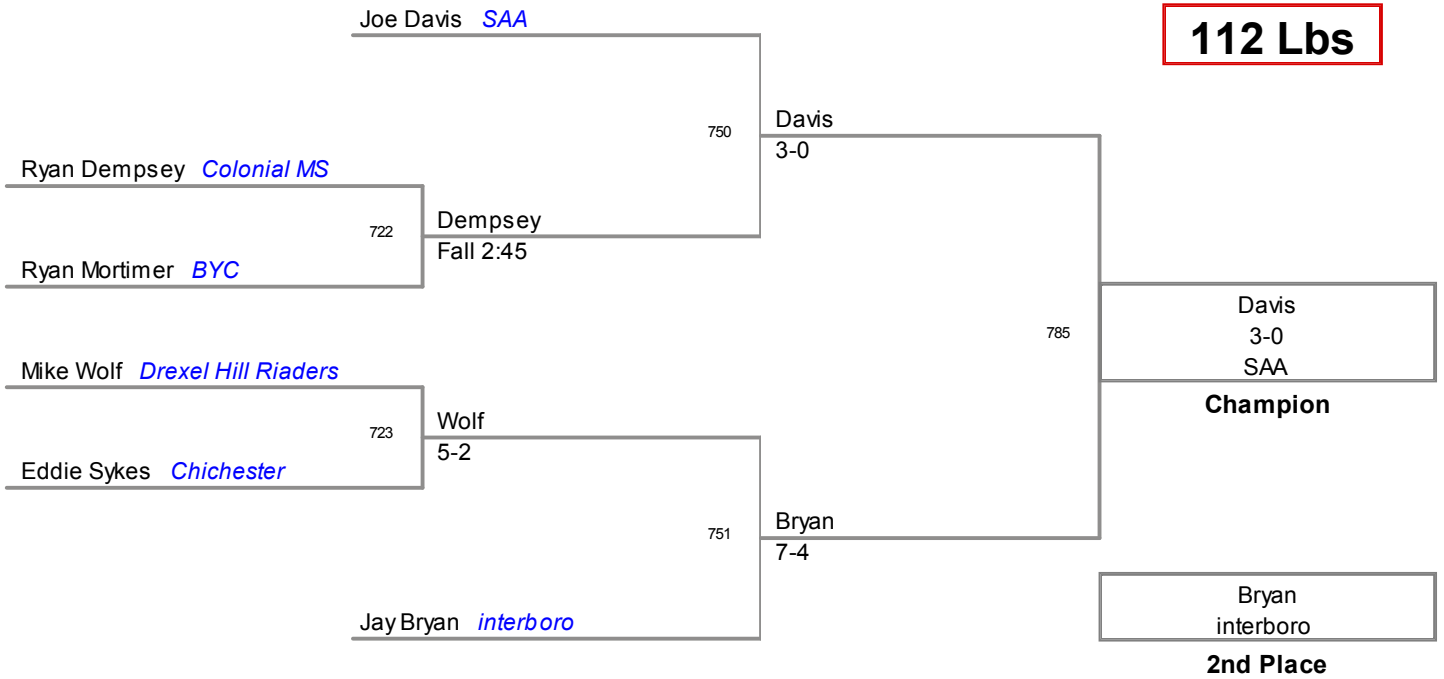 Joe Davis SAA
112 Lbs
750
Davis
3-0
Ryan Dempsey Colonial MS
722
Dempsey
Fall 2:45
Ryan Mortimer BYC
785
Davis
3-0
SAA
Champion
Mike Wolf Drexel Hill Riaders
723
Wolf
5-2
Eddie Sykes Chichester
751
Bryan
7-4
Jay Bryan interboro
Bryan
interboro
2nd Place